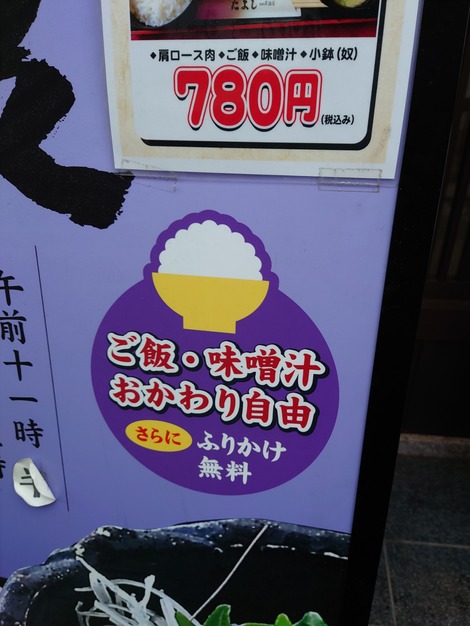 たよし
◆肩ロース肉◆ご飯◆味噌汁◆小鉢(奴)
780円(税込み)
午前十一時
ご飯・味噌汁
おかわり自由
さらに
ふりかけ
無料